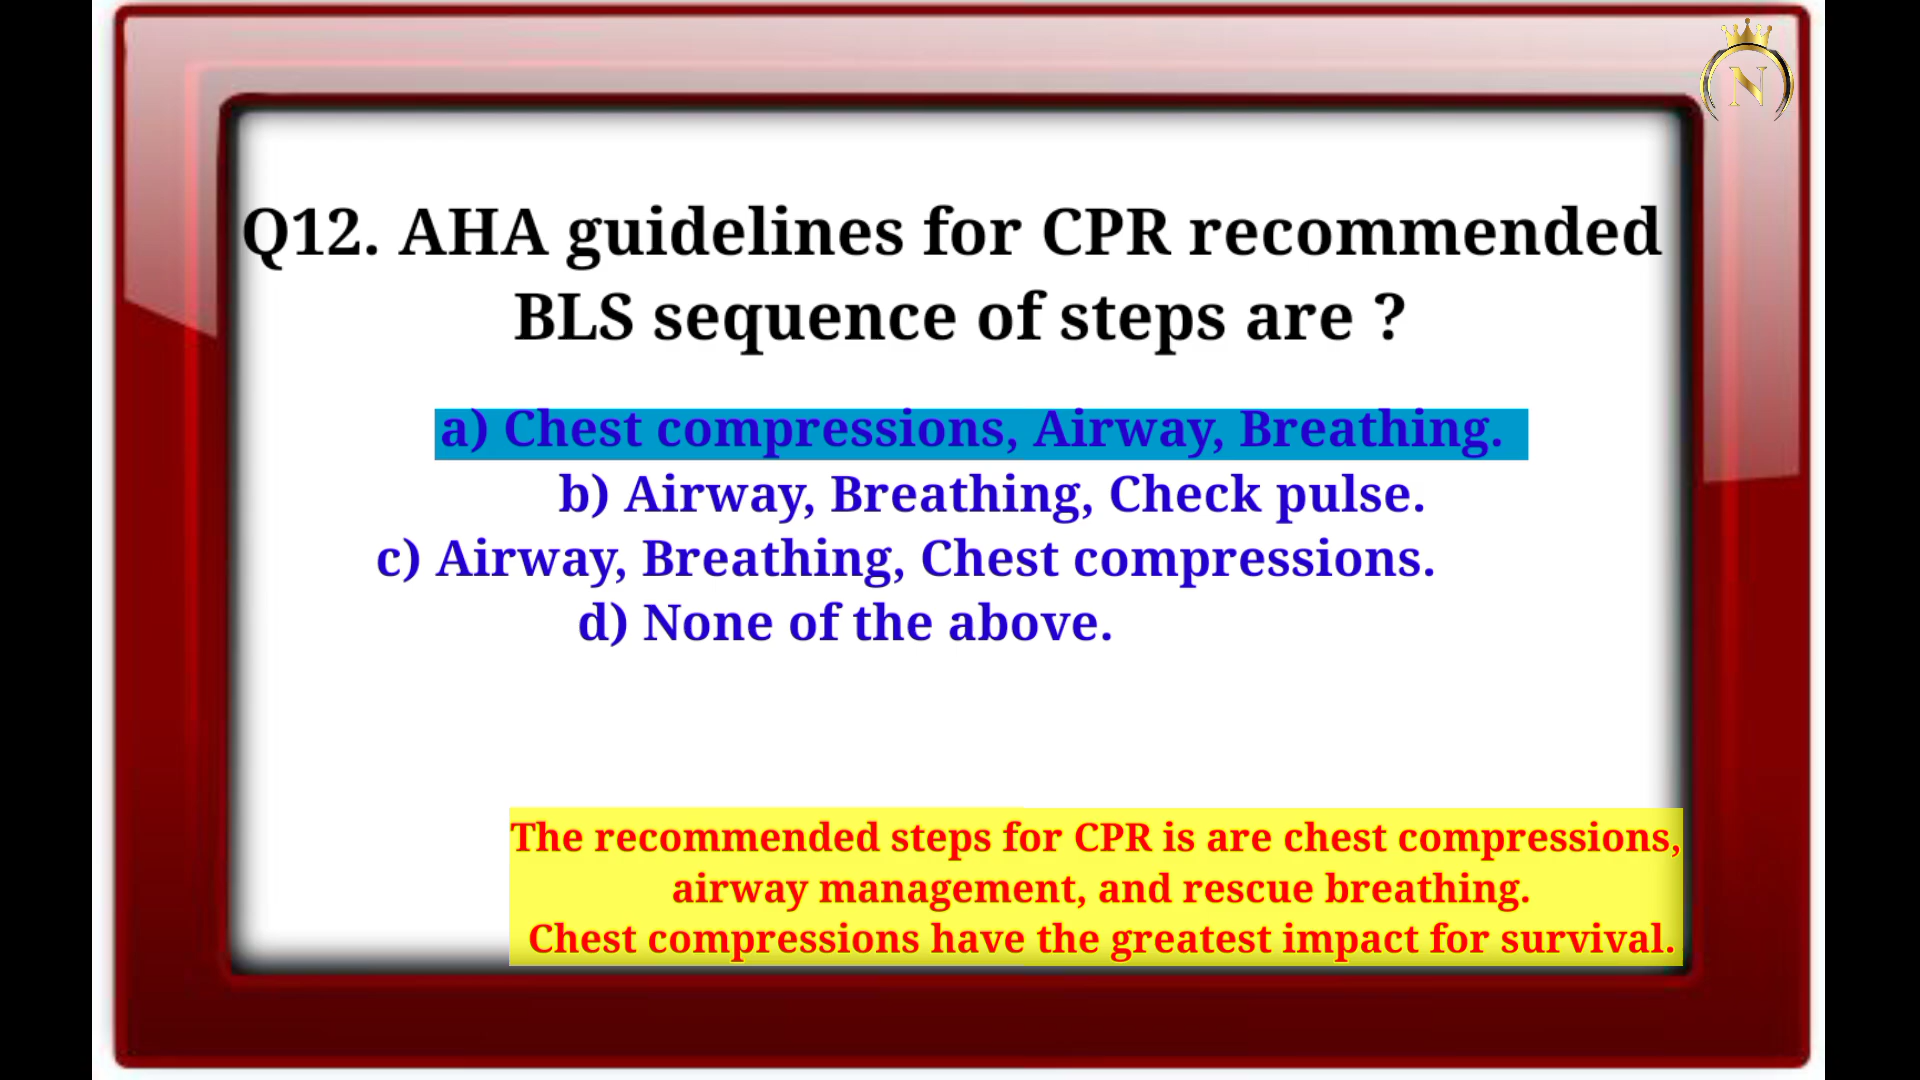 N
Q12. AHA guidelines for CPR recommended
BLS sequence of steps are ?
a) Chest compressions, Airway, Breathing.
b) Airway, Breathing, Check pulse.
c) Airway, Breathing, Chest compressions.
d) None of the above.
The recommended steps for CPR is are chest compressions,
airway management, and rescue breathing.
Chest compressions have the greatest impact for survival.